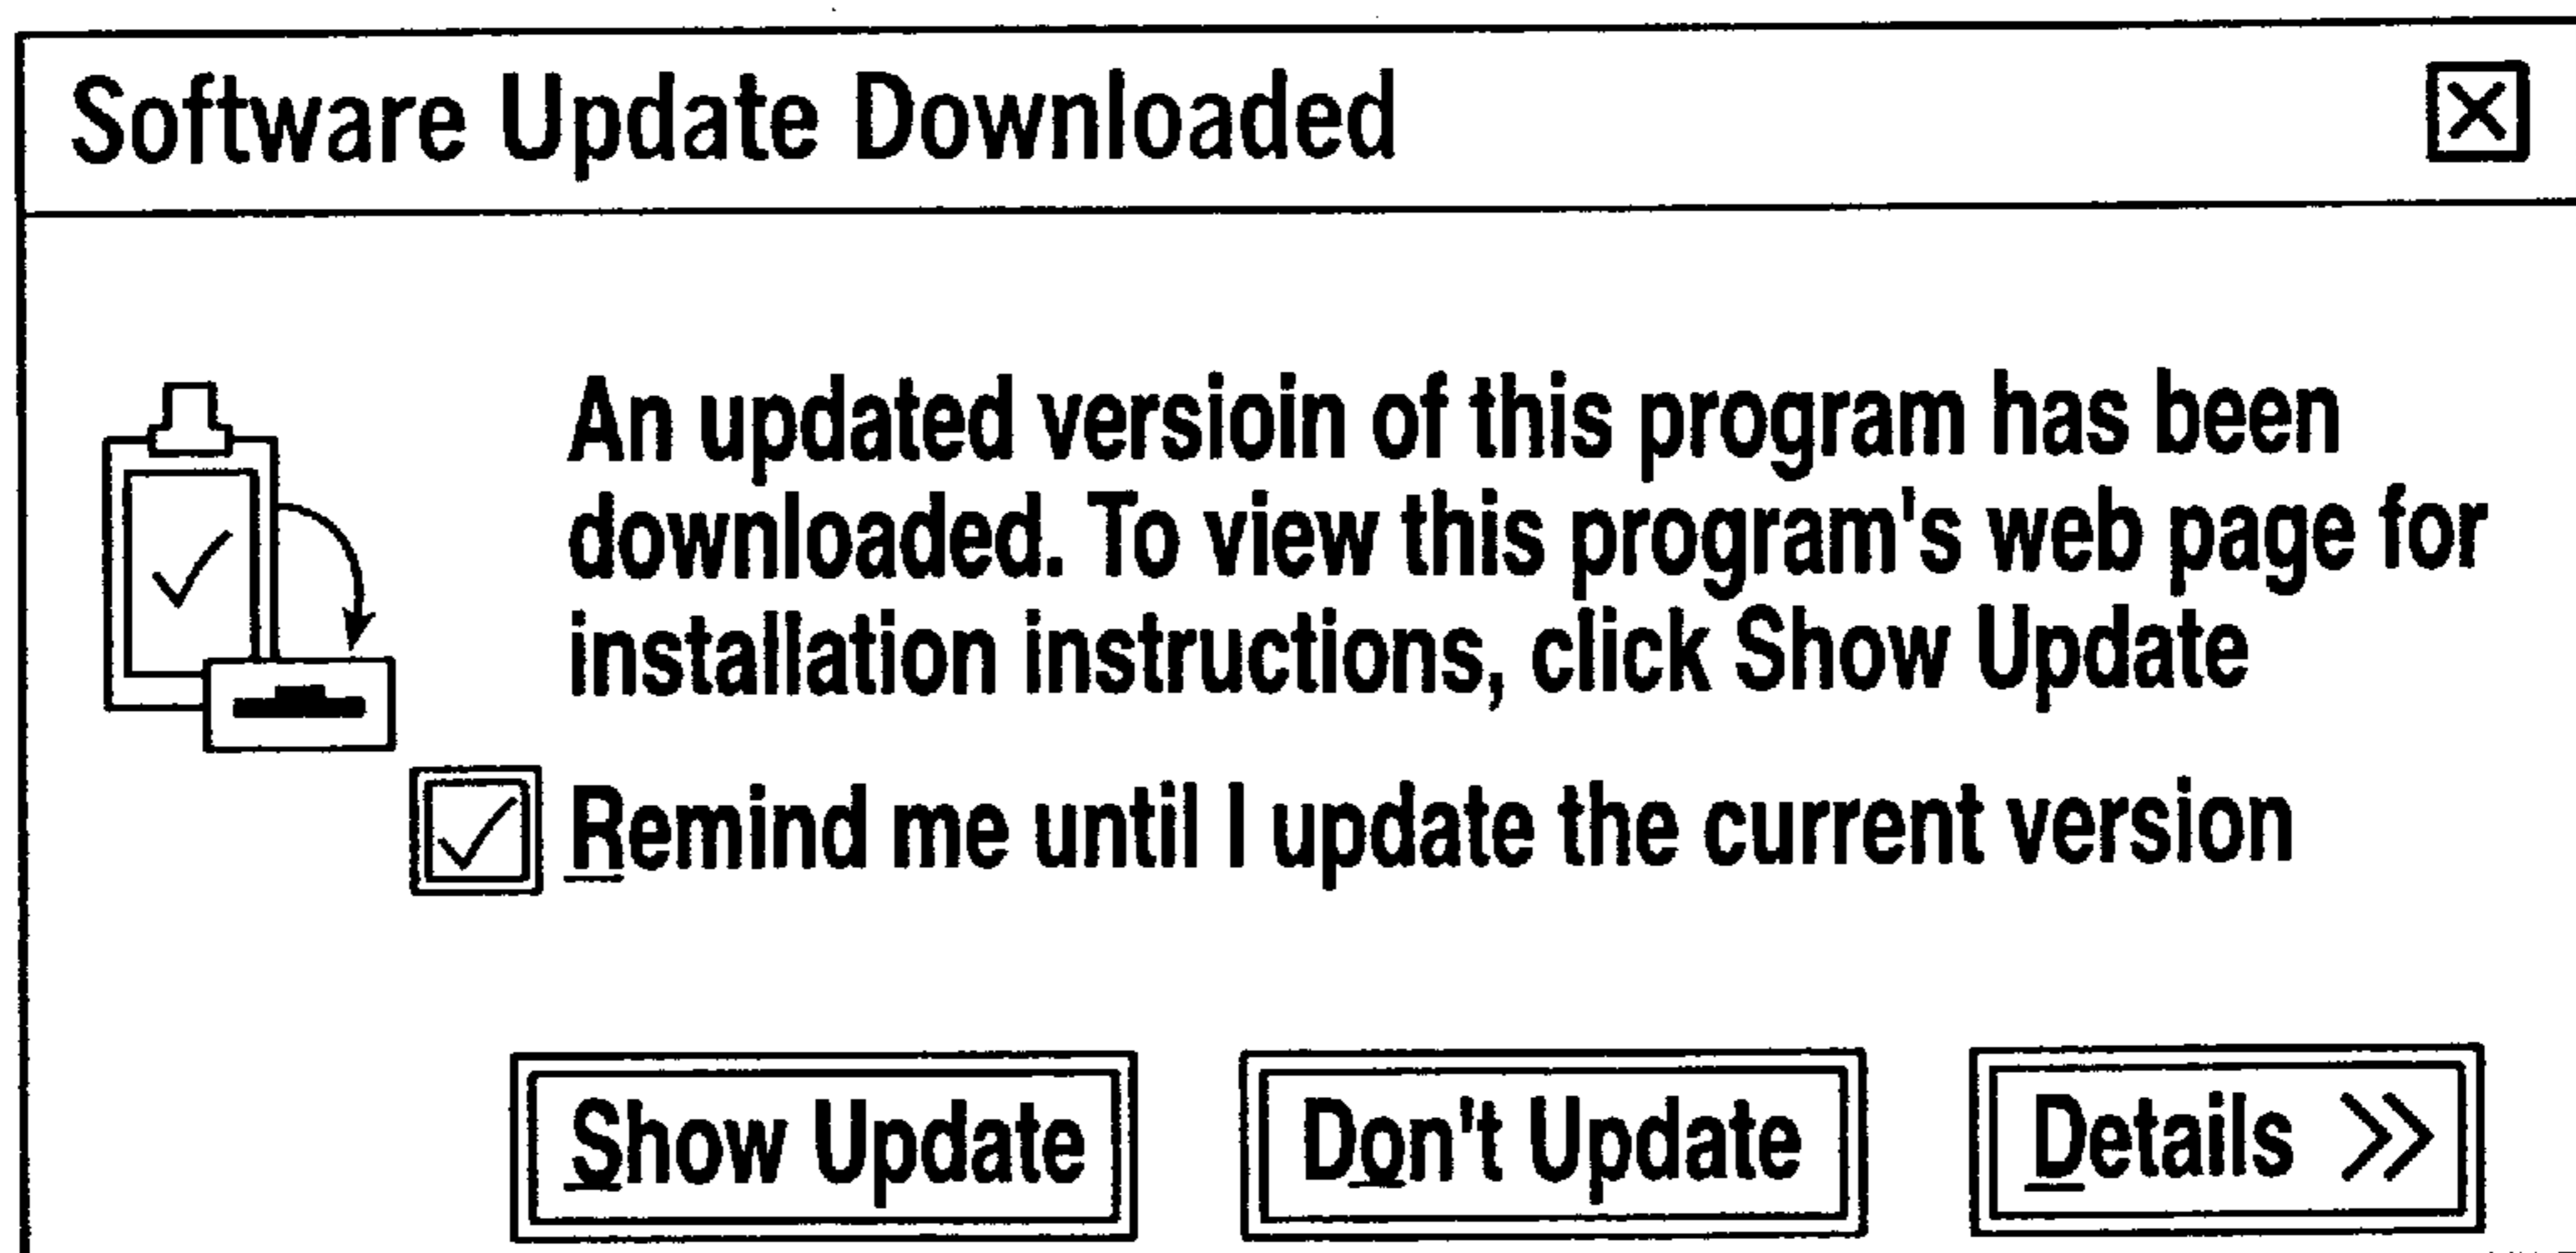 Software Update Downloaded
An updated versioin of this program has been
downloaded. To view this program's web page for
installation instructions, click Show Update
Remind me until I update the current version
Show Update Don't Update Details >>